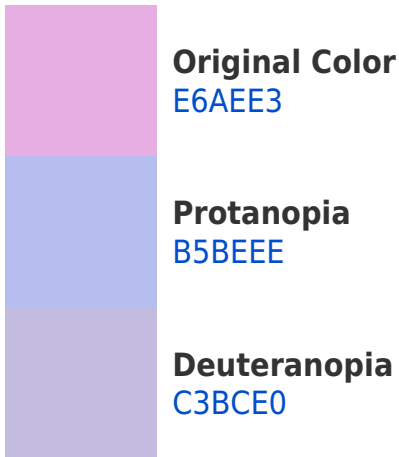 Original Color
E6AEE3
Protanopia
B5BEEE
Deuteranopia
C3BCE0